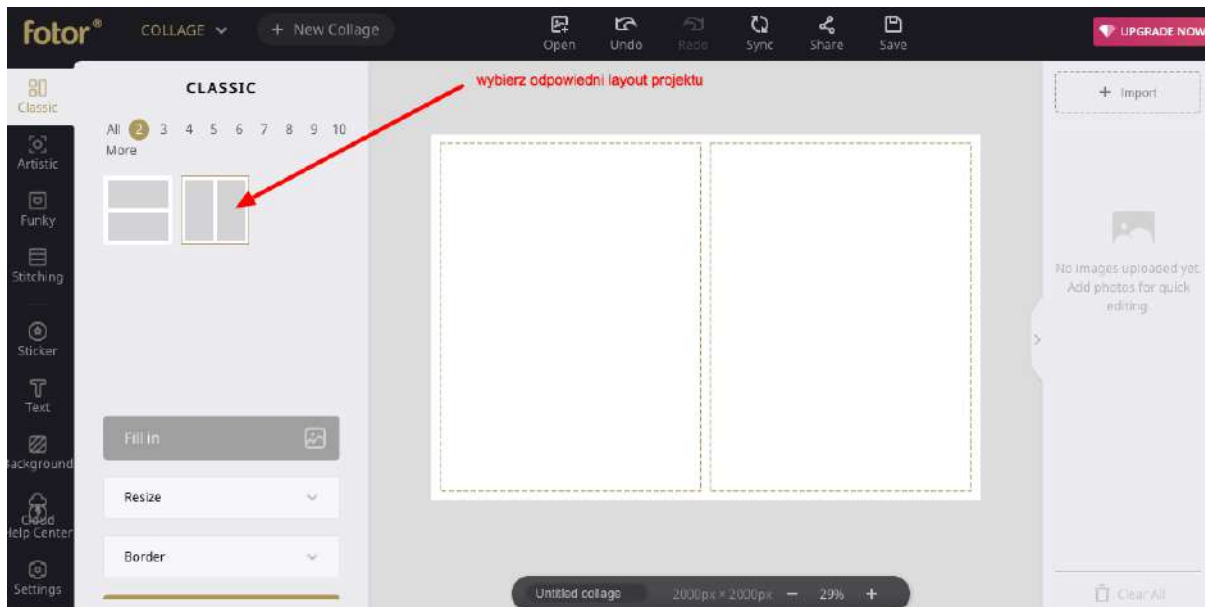 fotor®
COLLAGE
+ New Collage
Open
Undo
Redo
Sync
Share
Save
UPGRADE NOW
Classic
Artistic
Funky
Stitching
Sticker
Text
Background
Cloud
Help Center
Settings
CLASSIC
All 2 3 4 5 6 7 8 9 10
More
Fill in
Resize
Border
wybierz odpowiedni layout projektu
Untitled collage 2000px × 2000px − 29% +
+ Import
No images uploaded yet.
Add photos for quick
editing.
Clear All